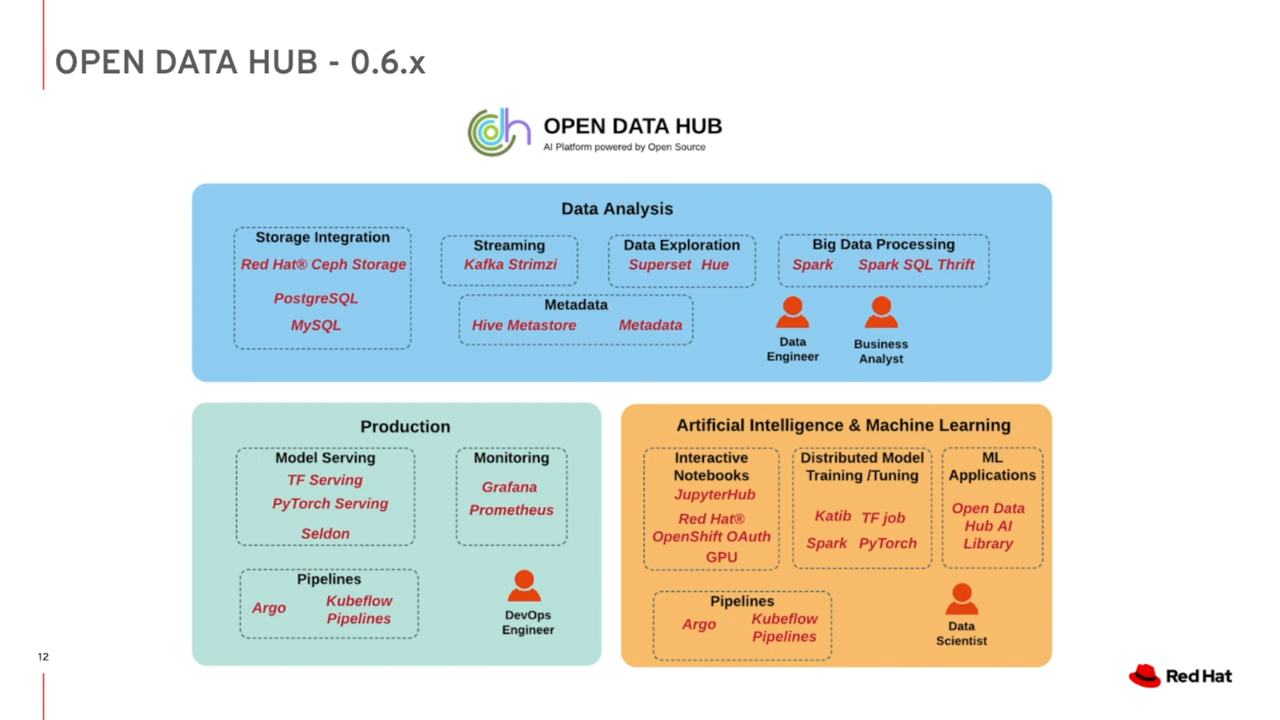 OPEN DATA HUB - 0.6.x
OPEN DATA HUB
AI Platform powered by Open Source
Data Analysis
Storage Integration
Red Hat® Ceph Storage
PostgreSQL
MySQL
Streaming
Kafka Strimzi
Data Exploration
Superset Hue
Big Data Processing
Spark Spark SQL Thrift
Metadata
Hive Metastore Metadata
Data
Engineer
Business
Analyst
Production
Model Serving
TF Serving
PyTorch Serving
Seldon
Monitoring
Grafana
Prometheus
Pipelines
Argo
Kubeflow
Pipelines
DevOps
Engineer
Artificial Intelligence & Machine Learning
Interactive
Notebooks
JupyterHub
Red Hat®
OpenShift OAuth
GPU
Distributed Model
Training /Tuning
Katib TF job
Spark PyTorch
ML
Applications
Open Data
Hub AI
Library
Pipelines
Argo
Kubeflow
Pipelines
Data
Scientist
12
Red Hat